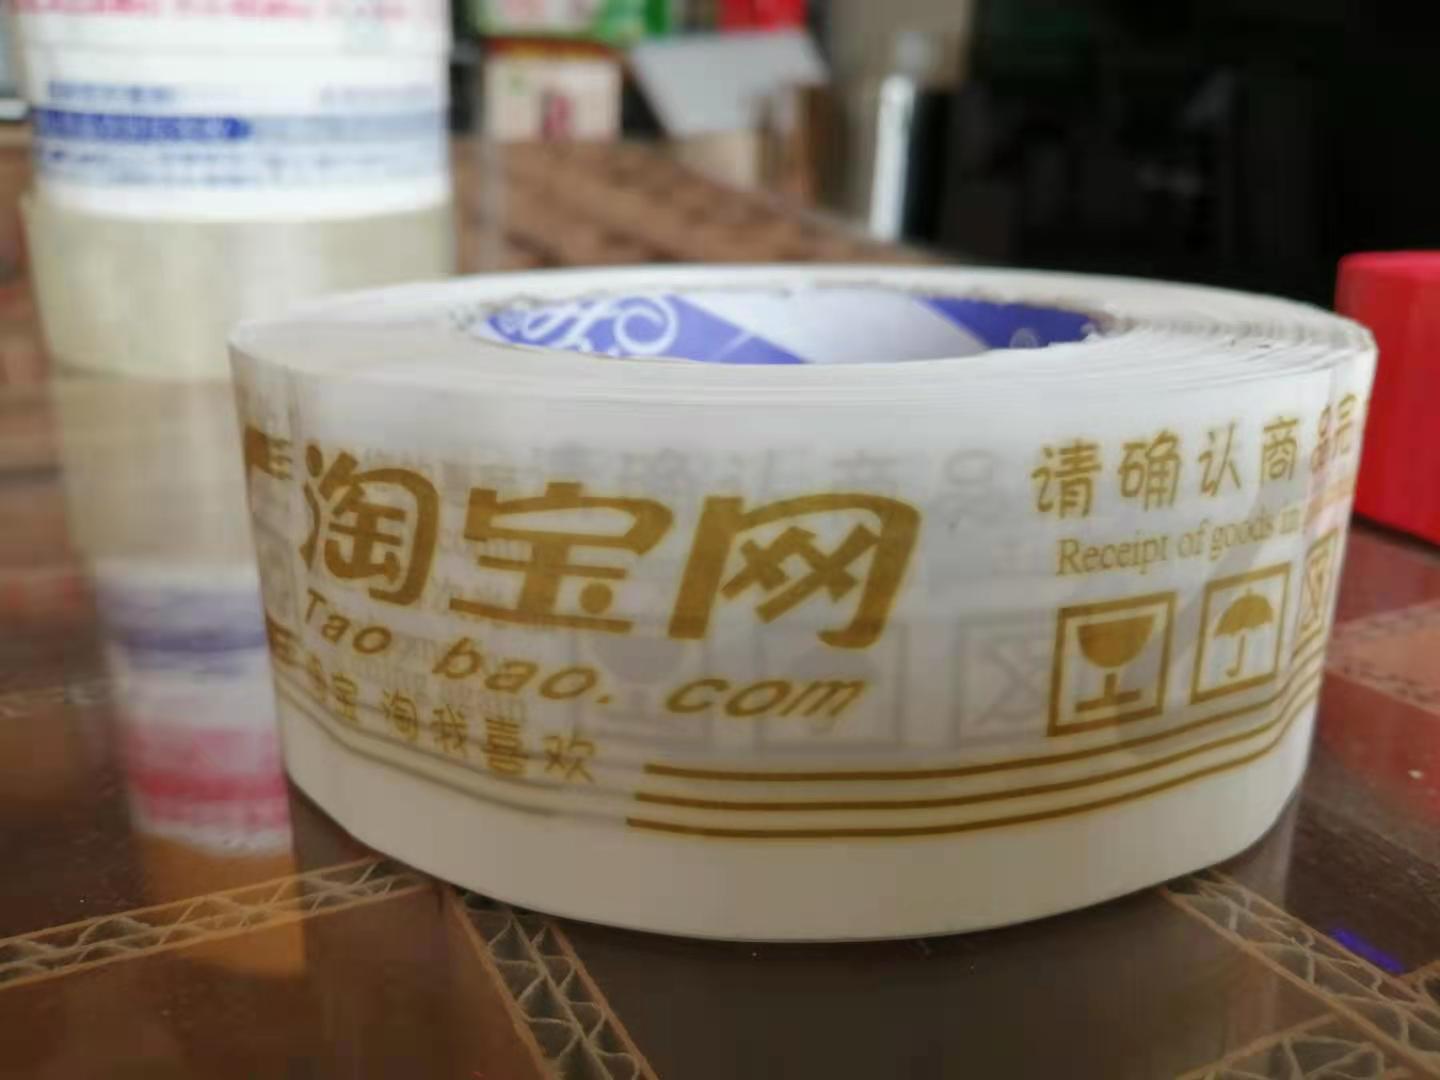 淘宝网
Tao bao. com
淘宝 淘我喜欢
请确认商品完
Receipt of goods in